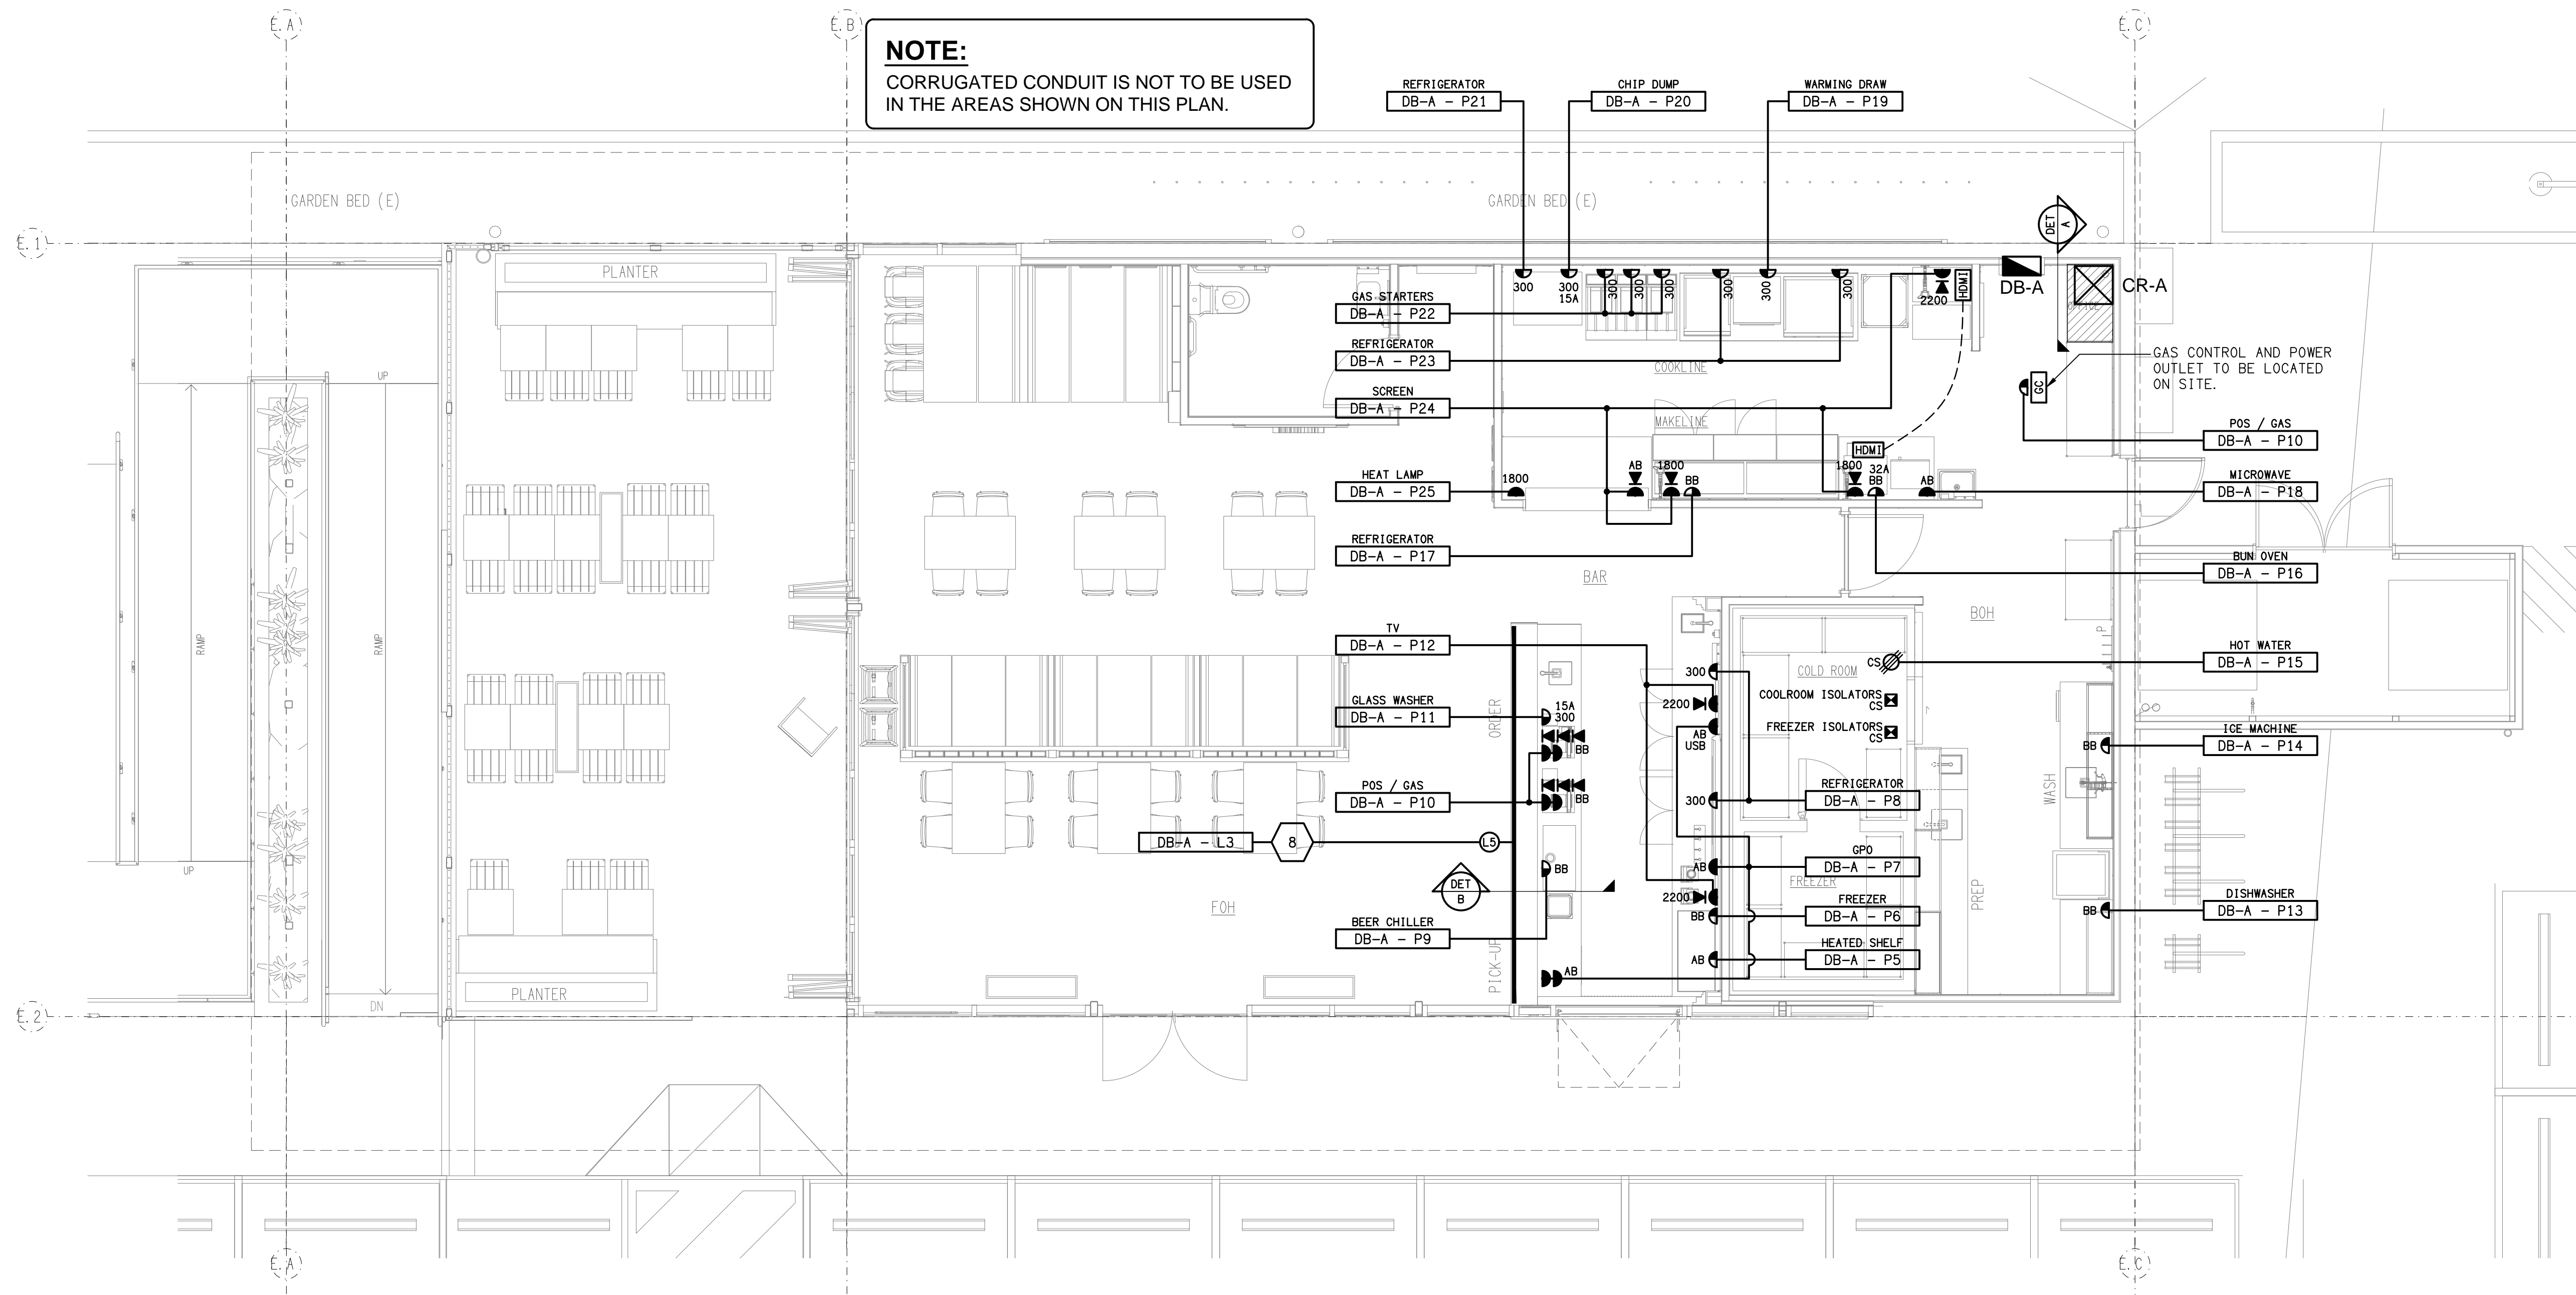 E.A
E.B
E.C
NOTE:
CORRUGATED CONDUIT IS NOT TO BE USED
IN THE AREAS SHOWN ON THIS PLAN.
REFRIGERATOR
DB-A - P21
CHIP DUMP
DB-A - P20
WARMING DRAW
DB-A - P19
GARDEN BED (E)
GARDEN BED (E)
DET
A
E.1
PLANTER
300
300
15A
300
300
300
300
300
300
2200
HDMI
DB-A
CR-A
OFFICE
GAS STARTERS
DB-A - P22
REFRIGERATOR
DB-A - P23
COOKLINE
GAS CONTROL AND POWER
OUTLET TO BE LOCATED
ON SITE.
GC
UP
SCREEN
DB-A - P24
MAKELINE
POS / GAS
DB-A - P10
HDMI
HEAT LAMP
DB-A - P25
1800
AB
1800
BB
1800
32A
BB
AB
MICROWAVE
DB-A - P18
REFRIGERATOR
DB-A - P17
BAR
BUN OVEN
DB-A - P16
BOH
RAMP
RAMP
TV
DB-A - P12
HOT WATER
DB-A - P15
300
COLD ROOM
CS
COOLROOM ISOLATORS
CS
GLASS WASHER
DB-A - P11
ORDER
15A
300
2200
FREEZER ISOLATORS
CS
AB
USB
BB
ICE MACHINE
DB-A - P14
BB
WASH
POS / GAS
DB-A - P10
BB
300
REFRIGERATOR
DB-A - P8
DB-A - L3
8
L5
GPO
DB-A - P7
AB
UP
BB
DET
B
FREEZER
2200
PREP
DISHWASHER
DB-A - P13
BB
FOH
FREEZER
DB-A - P6
BB
BEER CHILLER
DB-A - P9
PICK-UP
HEATED SHELF
DB-A - P5
AB
AB
PLANTER
DN
E.2
E.A
E.C